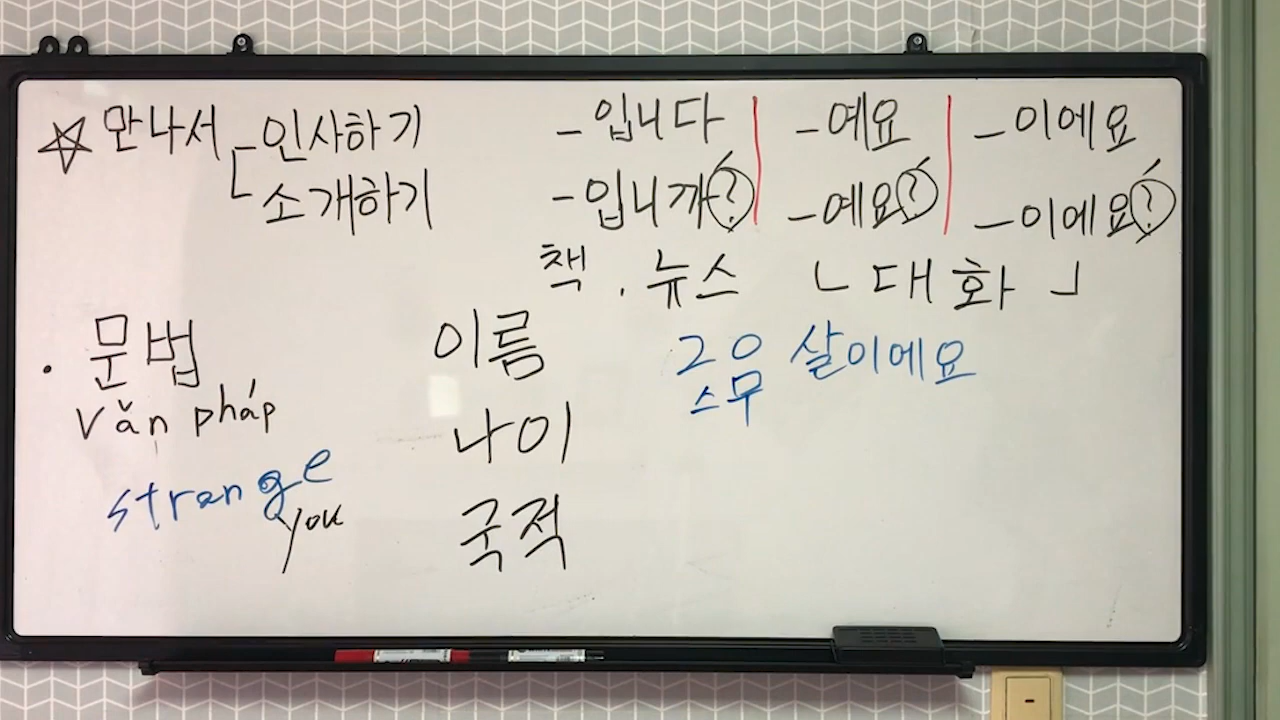 ☆ 만나서 - 인사하기
- 소개하기
-입니다 | -예요 | -이에요
-입니까? | -예요? | -이에요?
책 . 뉴스 ㄴ대화」
. 문법
văn pháp
strange
you
이름
나이
국적
20 살이에요
스무